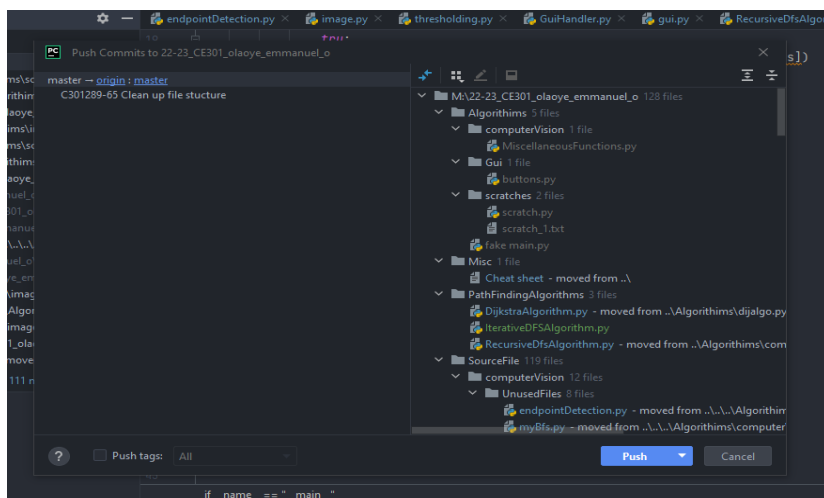 endpointDetection.py × image.py × thresholding.py × GuiHandler.py × gui.py × RecursiveDfsAlgor
Push Commits to 22-23_CE301_olaoye_emmanuel_o
master → origin : master
C301289-65 Clean up file stucture
M:\22-23_CE301_olaoye_emmanuel_o 128 files
Algorithims 5 files
computerVision 1 file
MiscellaneousFunctions.py
Gui 1 file
buttons.py
scratches 2 files
scratch.py
scratch_1.txt
fake main.py
Misc 1 file
Cheat sheet - moved from ..\
PathFindingAlgorithms 3 files
DijkstraAlgorithm.py - moved from ..\Algorithims\dijalgo.py
IterativeDFSAlgorithm.py
RecursiveDfsAlgorithm.py - moved from ..\Algorithims\com
SourceFile 119 files
computerVision 12 files
UnusedFiles 8 files
endpointDetection.py - moved from ..\..\..\Algorithim
myBfs.py - moved from ..\..\..\Algorithims\computer
? Push tags: All Push Cancel
if __name__ == "__main__"